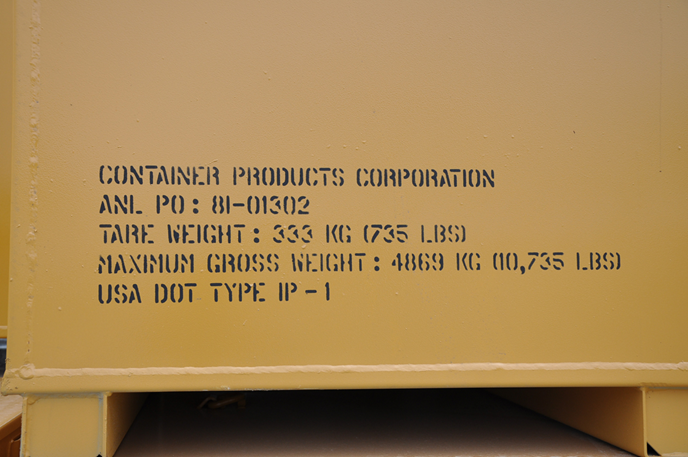 CONTAINER PRODUCTS CORPORATION
ANL PO: 81-01302
TARE WEIGHT: 333 KG (735 LBS)
MAXIMUM GROSS WEIGHT: 4869 KG (10,735 LBS)
USA DOT TYPE IP-1